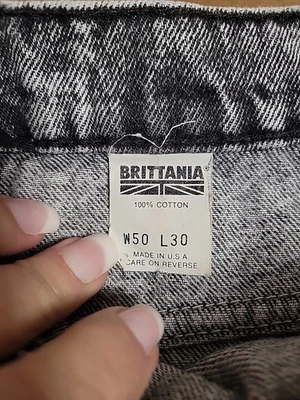 BRITTANIA®
100% COTTON
W50 L30
MADE IN U.S.A
CARE ON REVERSE